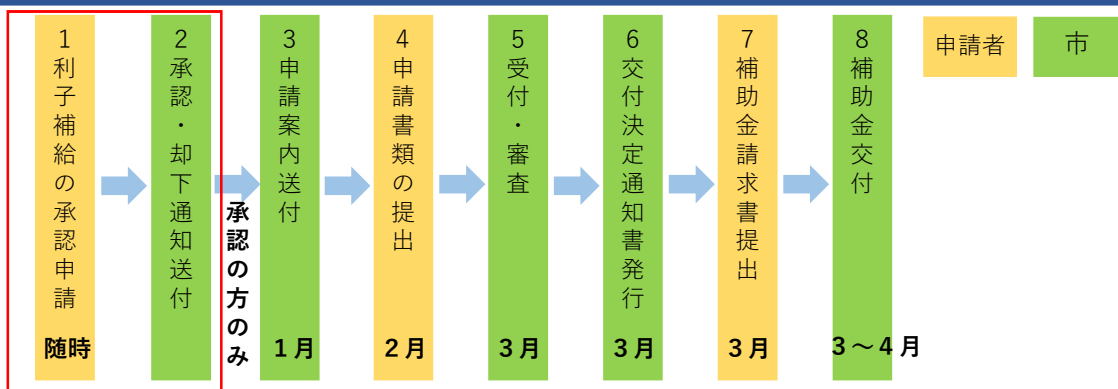 1
利子補給の承認申請
随時
2
承認・却下通知送付
承認の方のみ
3
申請案内送付
1月
4
申請書類の提出
2月
5
受付・審査
3月
6
交付決定通知書発行
3月
7
補助金請求書提出
3月
8
補助金交付
3～4月
申請者
市